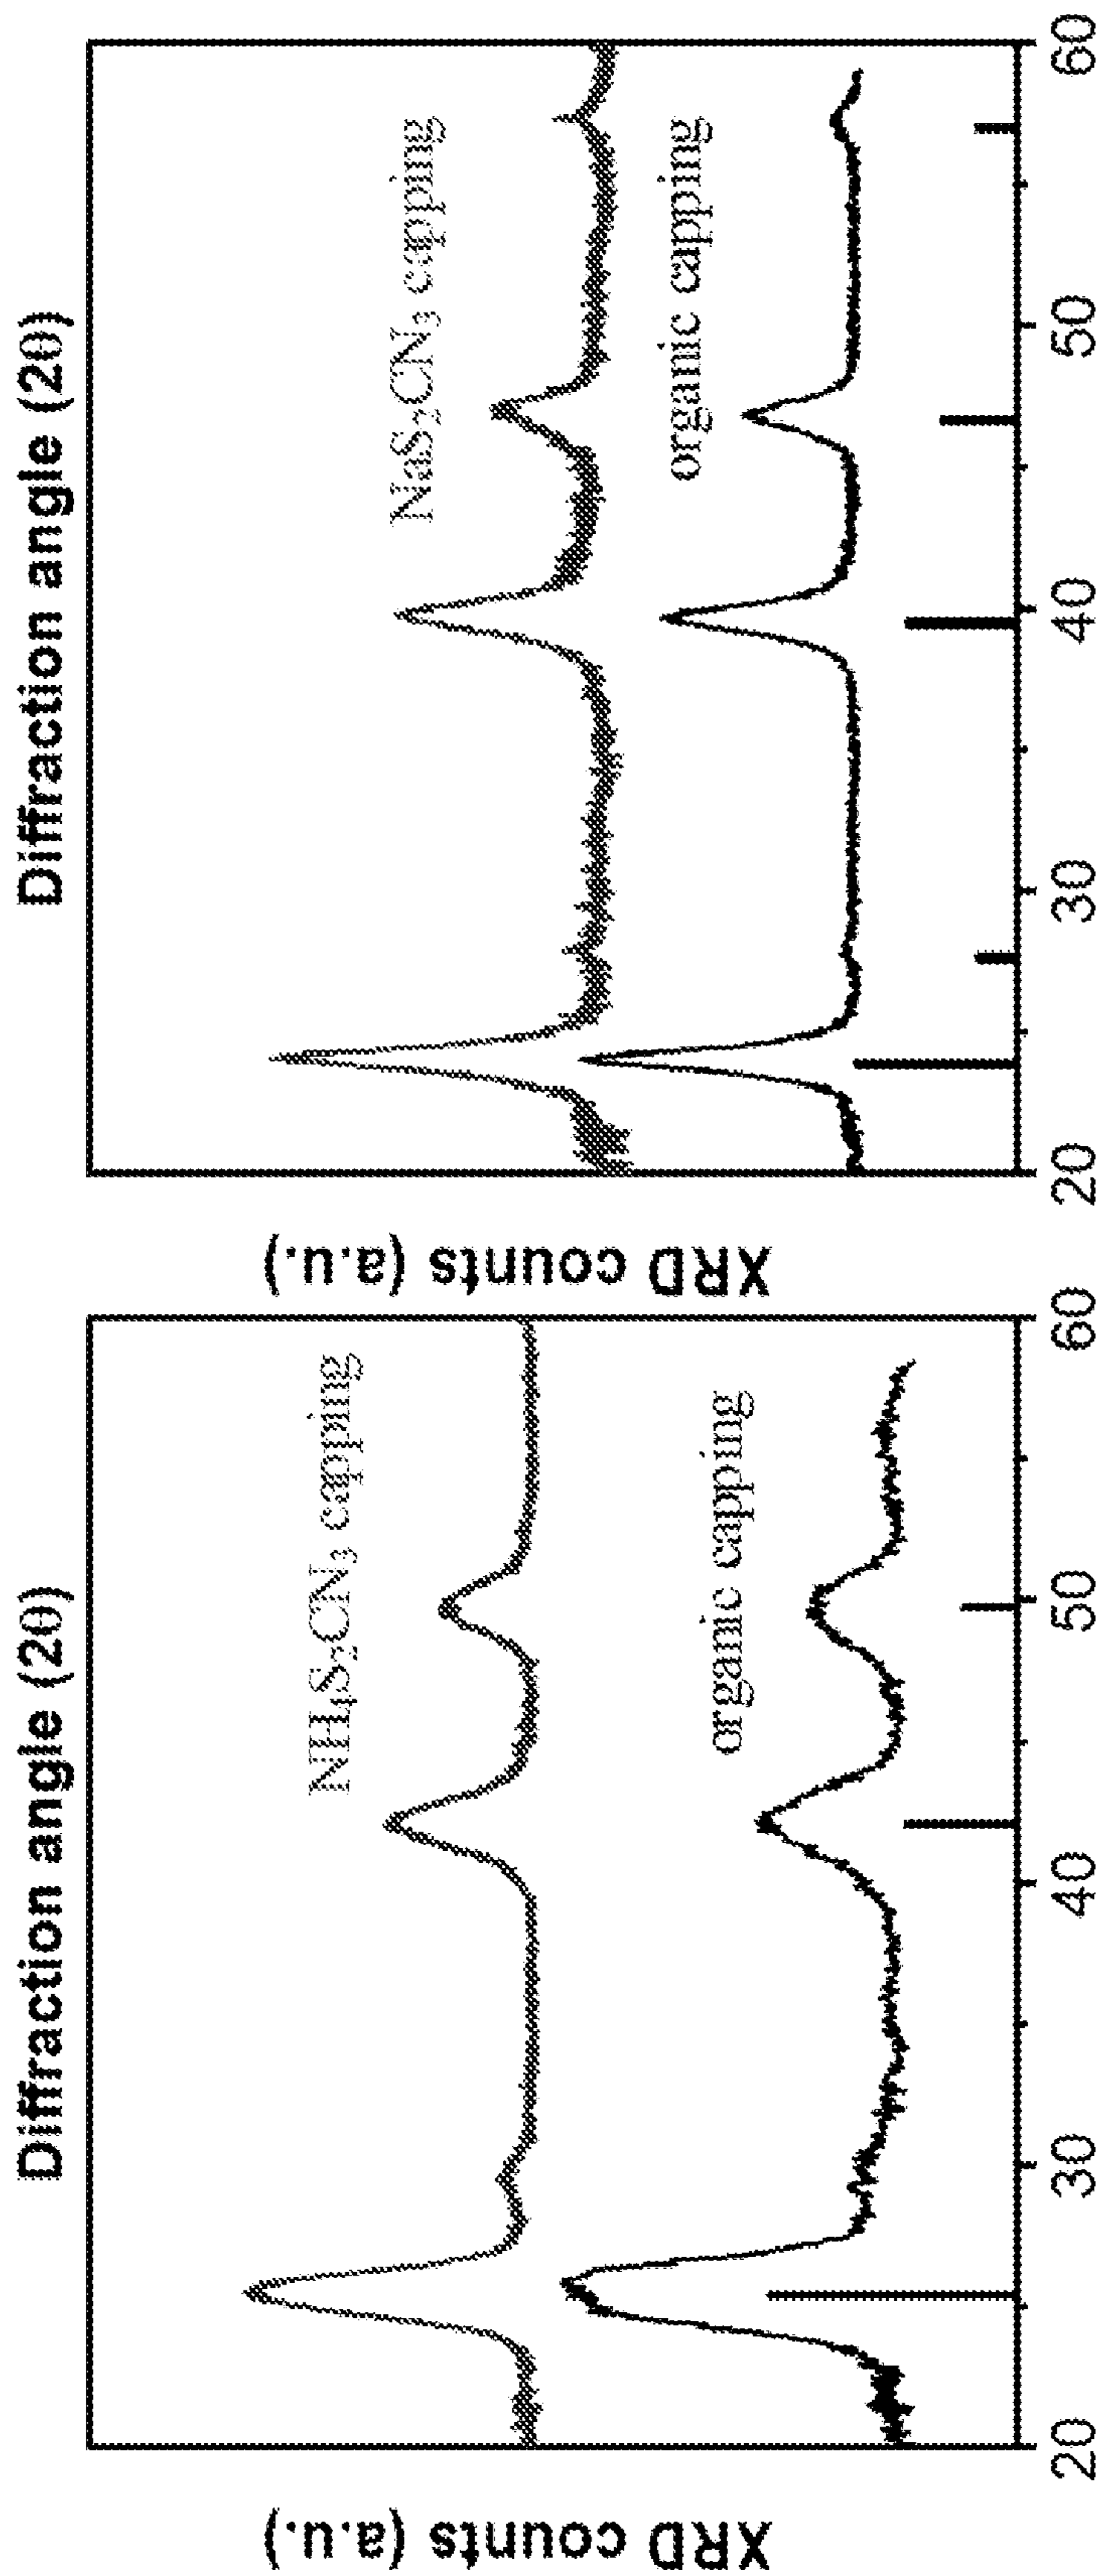 Diffraction angle (2θ)
XRD counts (a.u.)
NH₄S₂CN₃ capping
organic capping
20 30 40 50 60
Diffraction angle (2θ)
XRD counts (a.u.)
NaS₂CN₃ capping
organic capping
20 30 40 50 60